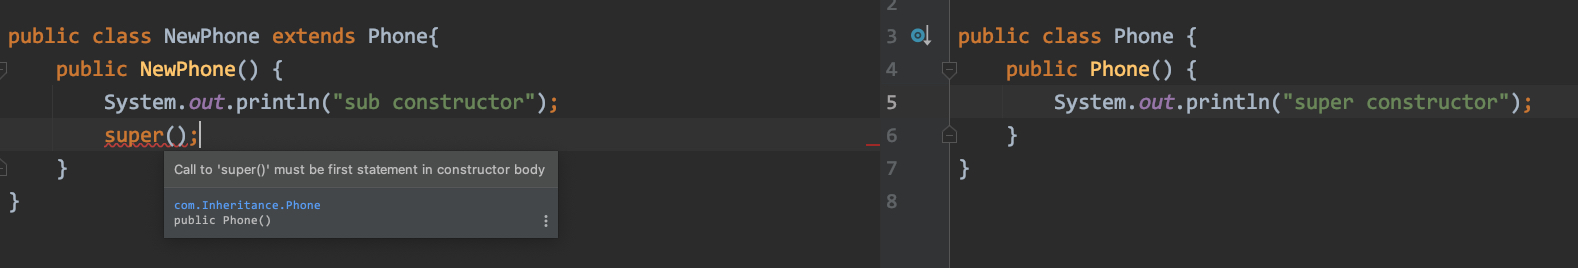 public class NewPhone extends Phone{
    public NewPhone() {
        System.out.println("sub constructor");
        super();
    }
}
Call to 'super()' must be first statement in constructor body
com.Inheritance.Phone
public Phone()
2
3 public class Phone {
4     public Phone() {
5         System.out.println("super constructor");
6     }
7 }
8